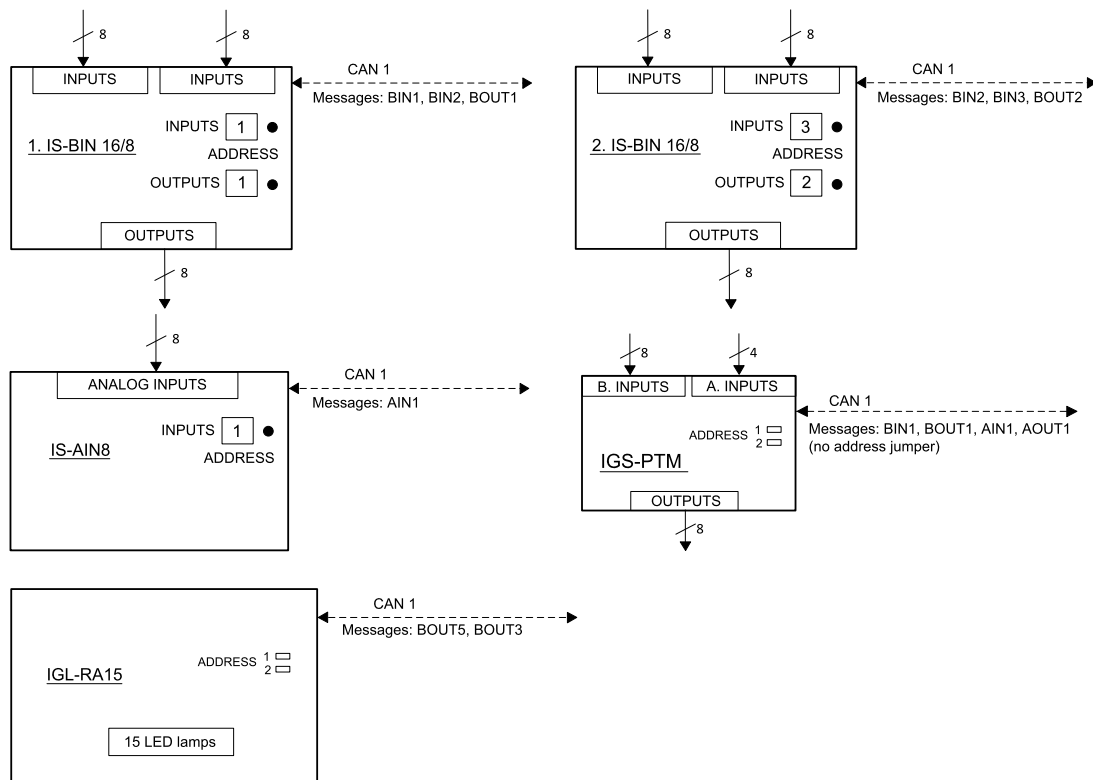 8
8
INPUTS
INPUTS
CAN 1
Messages: BIN1, BIN2, BOUT1
INPUTS 1
1. IS-BIN 16/8
ADDRESS
OUTPUTS 1
OUTPUTS
8
8
8
INPUTS
INPUTS
CAN 1
Messages: BIN2, BIN3, BOUT2
INPUTS 3
2. IS-BIN 16/8
ADDRESS
OUTPUTS 2
OUTPUTS
8
8
ANALOG INPUTS
CAN 1
Messages: AIN1
INPUTS 1
IS-AIN8
ADDRESS
8
4
B. INPUTS
A. INPUTS
CAN 1
Messages: BIN1, BOUT1, AIN1, AOUT1
(no address jumper)
ADDRESS 1
2
IGS-PTM
OUTPUTS
8
CAN 1
Messages: BOUT5, BOUT3
ADDRESS 1
2
IGL-RA15
15 LED lamps